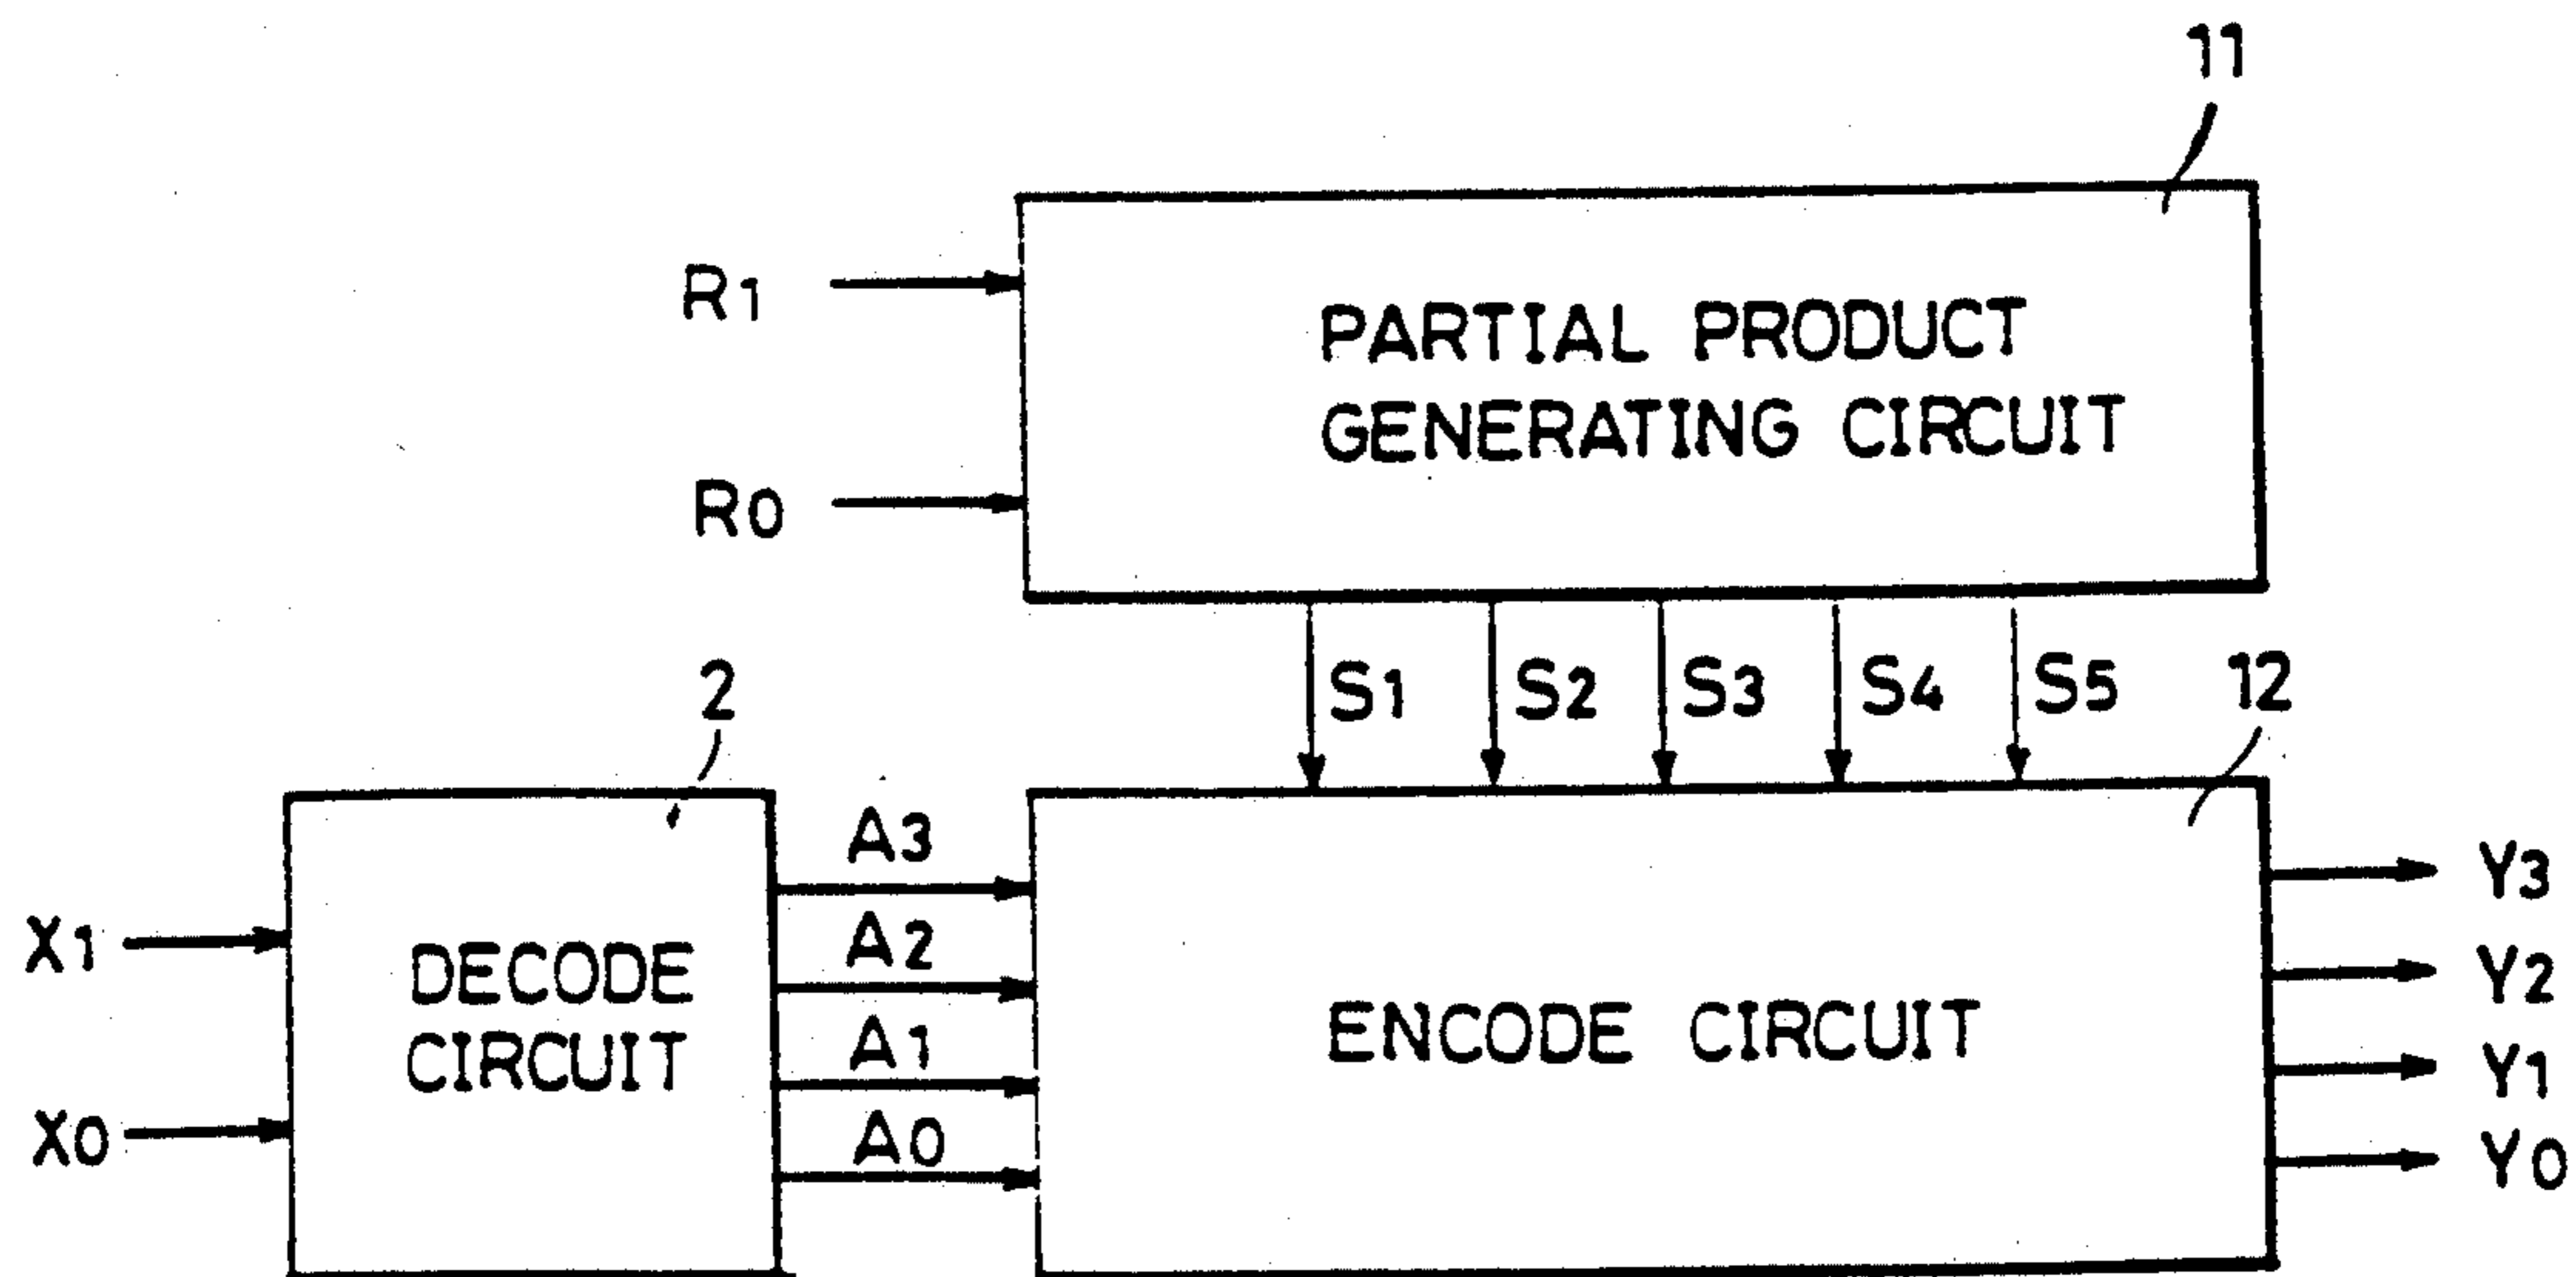 11
R1
PARTIAL PRODUCT
GENERATING CIRCUIT
R0
S1 S2 S3 S4 S5
2
12
A3
A2
A1
A0
X1
X0
DECODE
CIRCUIT
ENCODE CIRCUIT
Y3
Y2
Y1
Y0